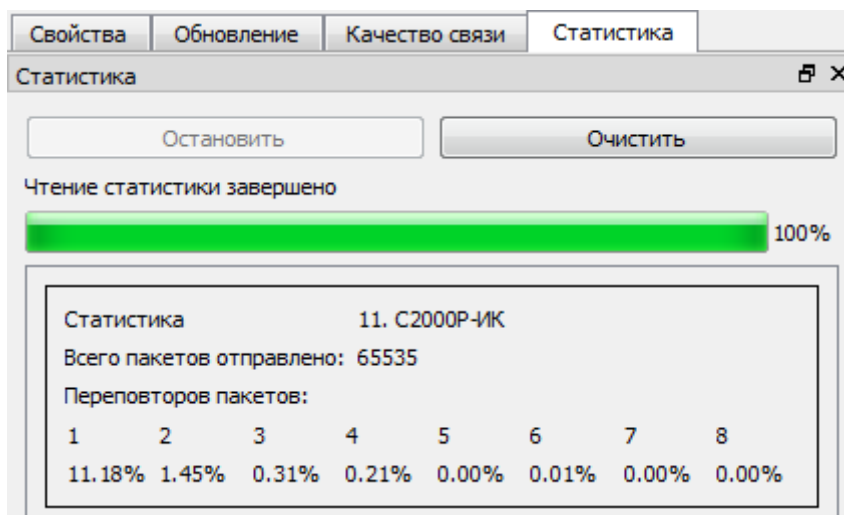 Свойства Обновление Качество связи Статистика
Статистика
Остановить Очистить
Чтение статистики завершено
100%
Статистика 11. С2000Р-ИК
Всего пакетов отправлено: 65535
Переповторов пакетов:
1 2 3 4 5 6 7 8
11.18% 1.45% 0.31% 0.21% 0.00% 0.01% 0.00% 0.00%